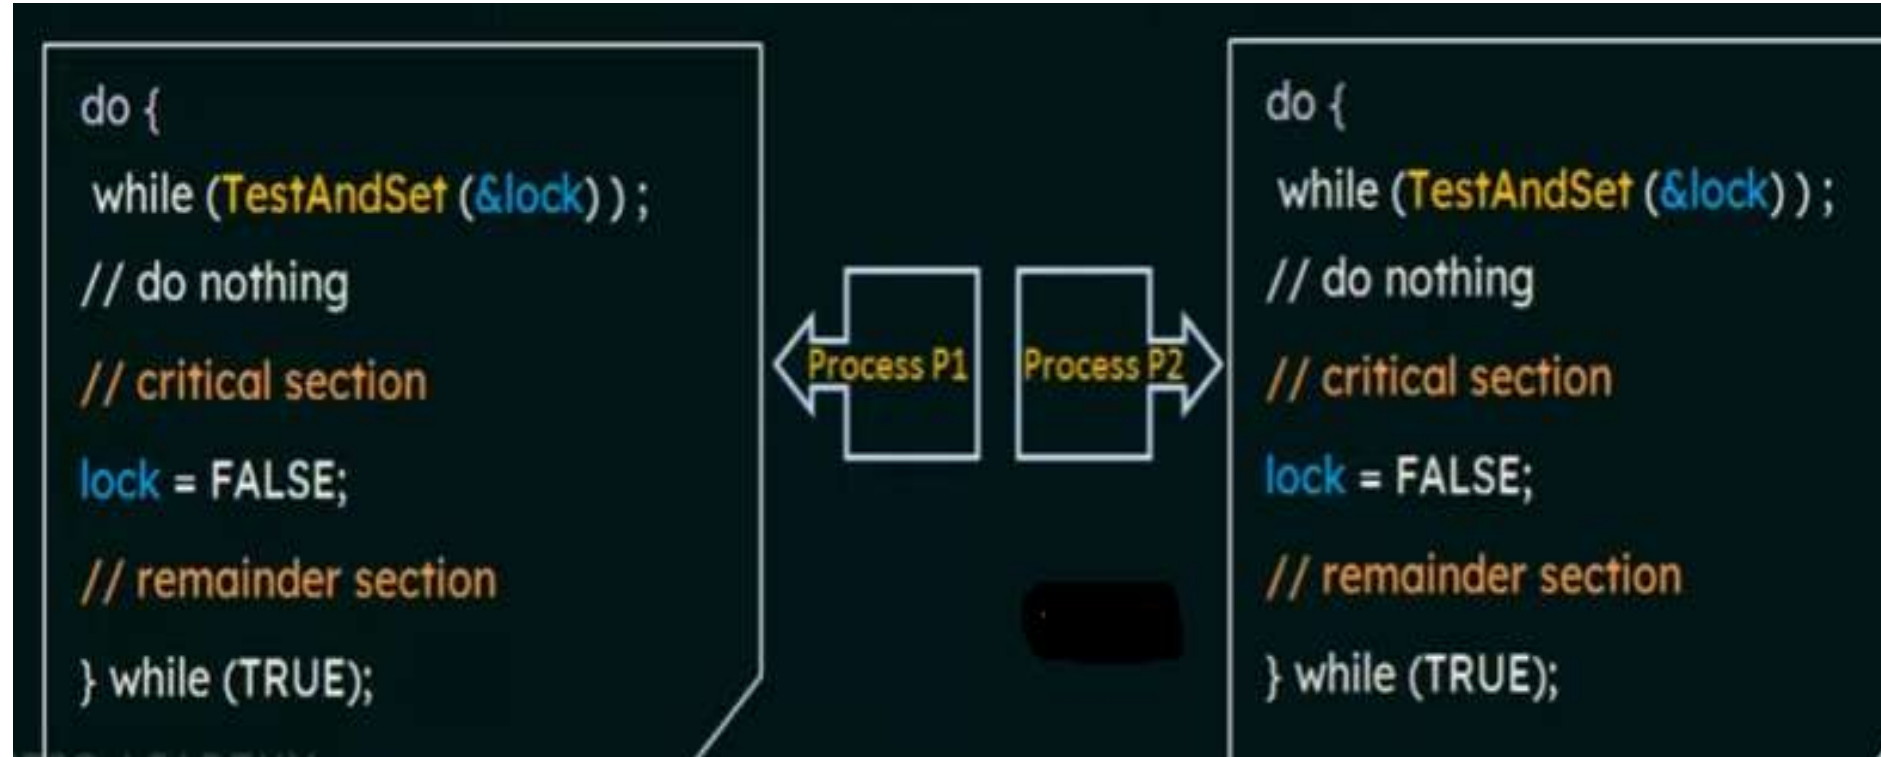 do {
while (TestAndSet (&lock)) ;
// do nothing
// critical section
lock = FALSE;
// remainder section
} while (TRUE);
Process P1
Process P2
do {
while (TestAndSet (&lock)) ;
// do nothing
// critical section
lock = FALSE;
// remainder section
} while (TRUE);